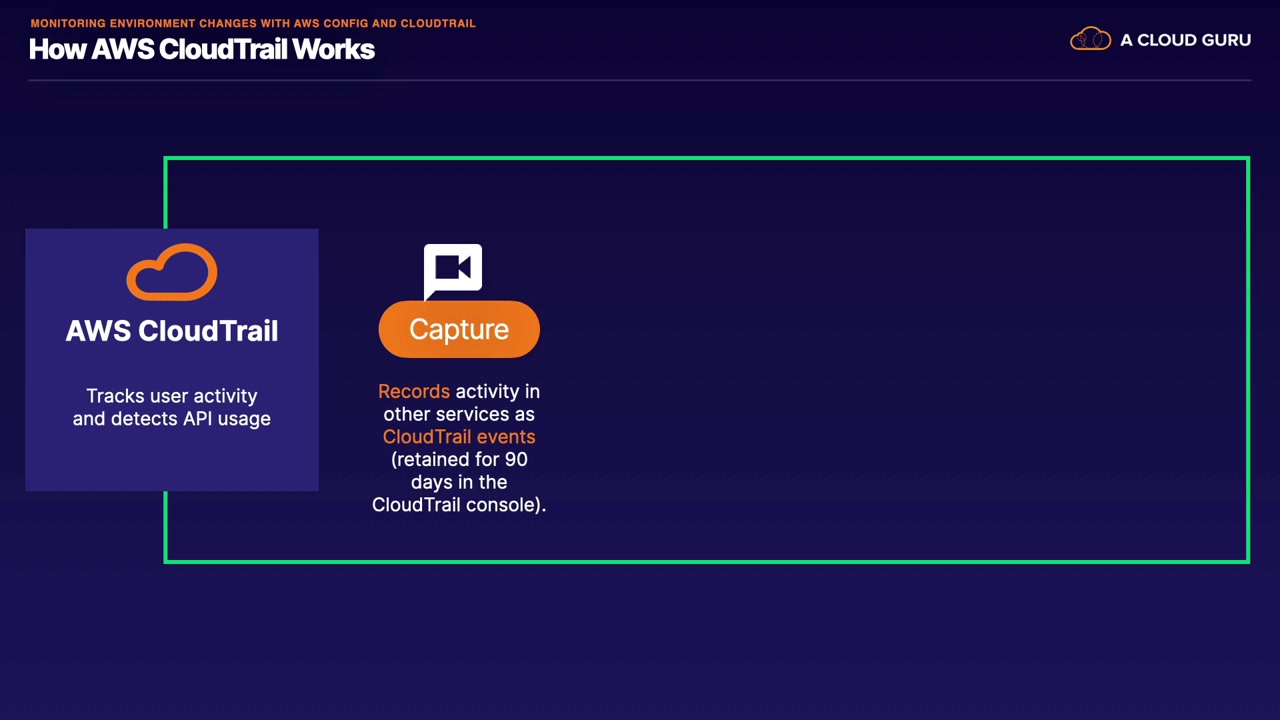 MONITORING ENVIRONMENT CHANGES WITH AWS CONFIG AND CLOUDTRAIL
How AWS CloudTrail Works
A CLOUD GURU
AWS CloudTrail
Tracks user activity
and detects API usage
Capture
Records activity in
other services as
CloudTrail events
(retained for 90
days in the
CloudTrail console).